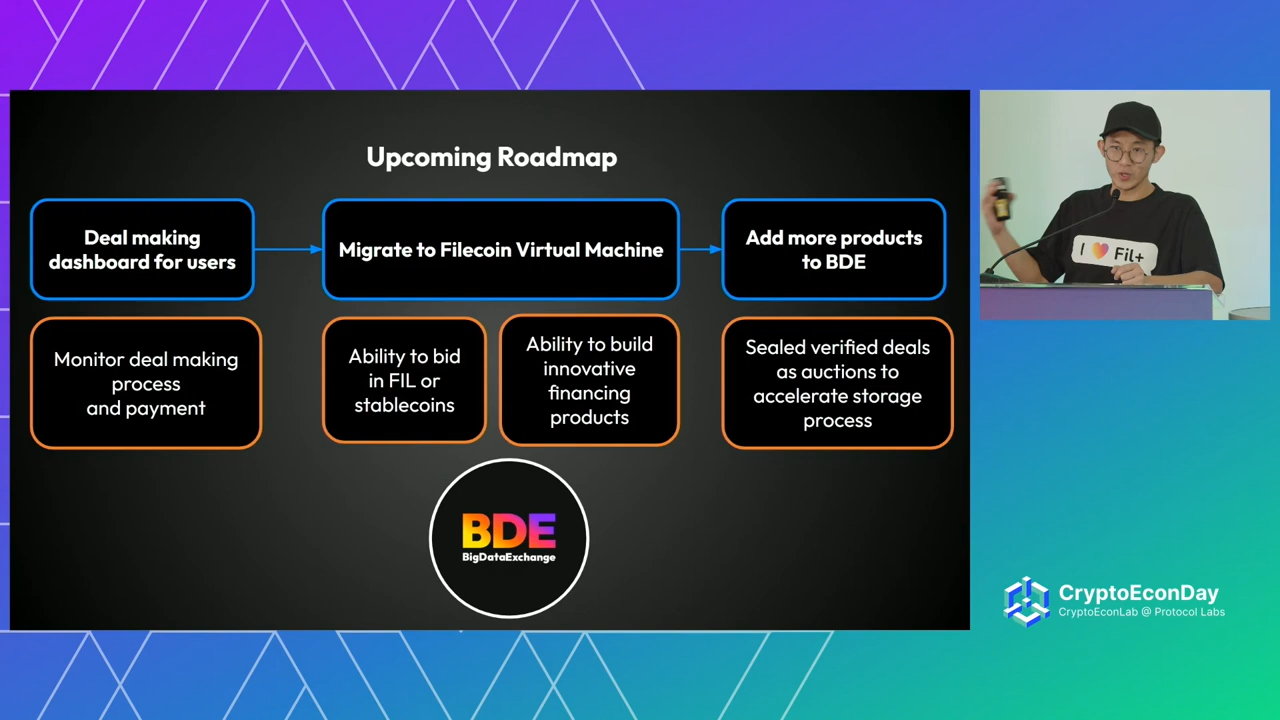 Upcoming Roadmap
Deal making
dashboard for users
Migrate to Filecoin Virtual Machine
Add more products
to BDE
Monitor deal making
process
and payment
Ability to bid
in FIL or
stablecoins
Ability to build
innovative
financing
products
Sealed verified deals
as auctions to
accelerate storage
process
BDE
BigDataExchange
I Fil+
CryptoEconDay
CryptoEconLab @ Protocol Labs